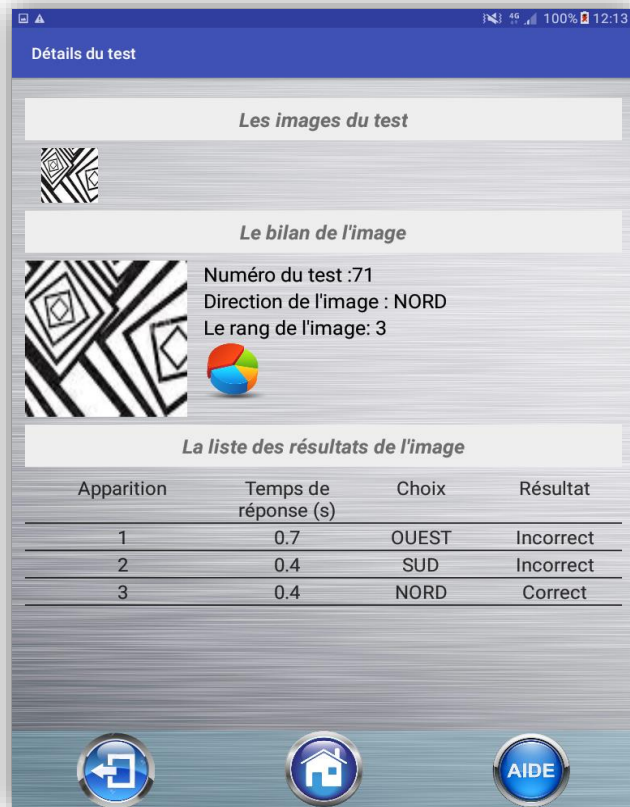 4G 100% 12:13
Détails du test
Les images du test
Le bilan de l'image
Numéro du test :71
Direction de l'image : NORD
Le rang de l'image: 3
La liste des résultats de l'image
Apparition Temps de réponse (s) Choix Résultat
1 0.7 OUEST Incorrect
2 0.4 SUD Incorrect
3 0.4 NORD Correct
AIDE